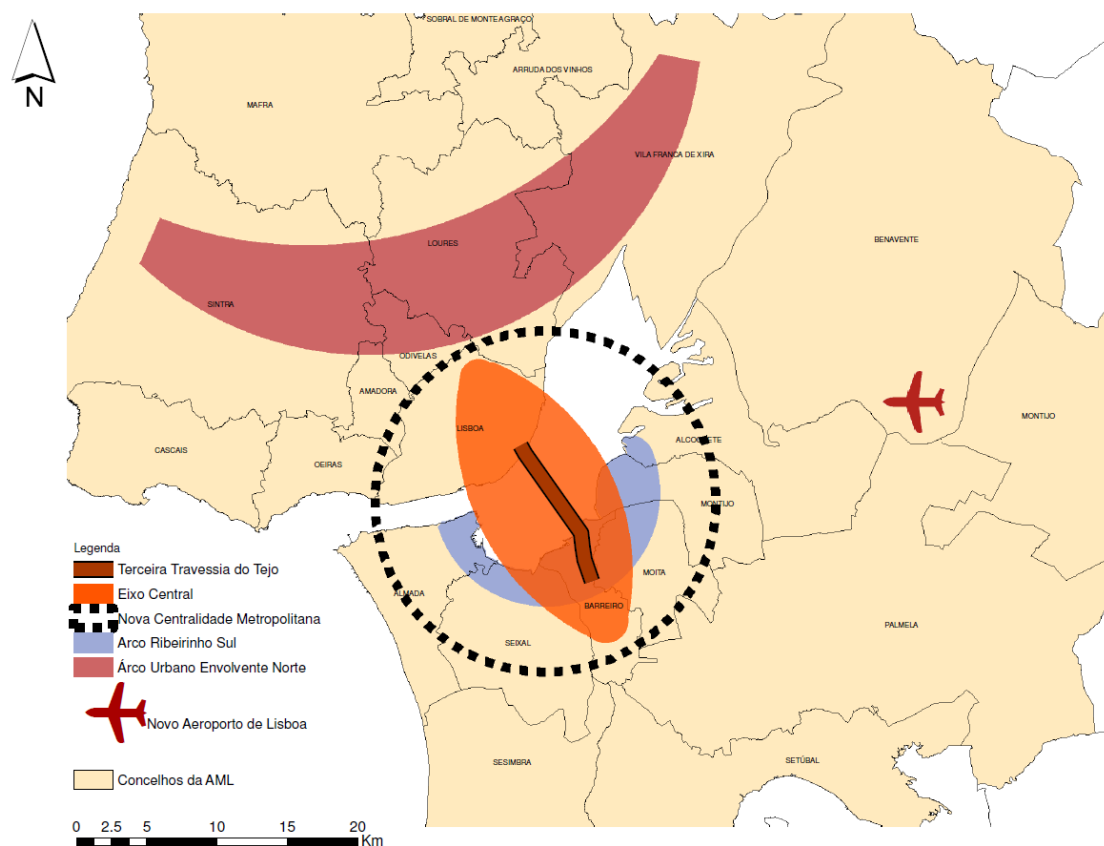 SOBRAL DE MONTE AGRAÇO
ARRUDA DOS VINHOS
N
MAFRA
VILA FRANCA DE XIRA
BENAVENTE
LOURES
SINTRA
ODIVELAS
AMADORA
MONTIJO
LISBOA
ALCOCHETE
CASCAIS
OEIRAS
MONTIJO
MOITA
ALMADA
BARREIRO
PALMELA
SEIXAL
SESIMBRA
SETÚBAL
Legenda
Terceira Travessia do Tejo
Eixo Central
Nova Centralidade Metropolitana
Arco Ribeirinho Sul
Árco Urbano Envolvente Norte
Novo Aeroporto de Lisboa
Concelhos da AML
0 2.5 5 10 15 20
Km